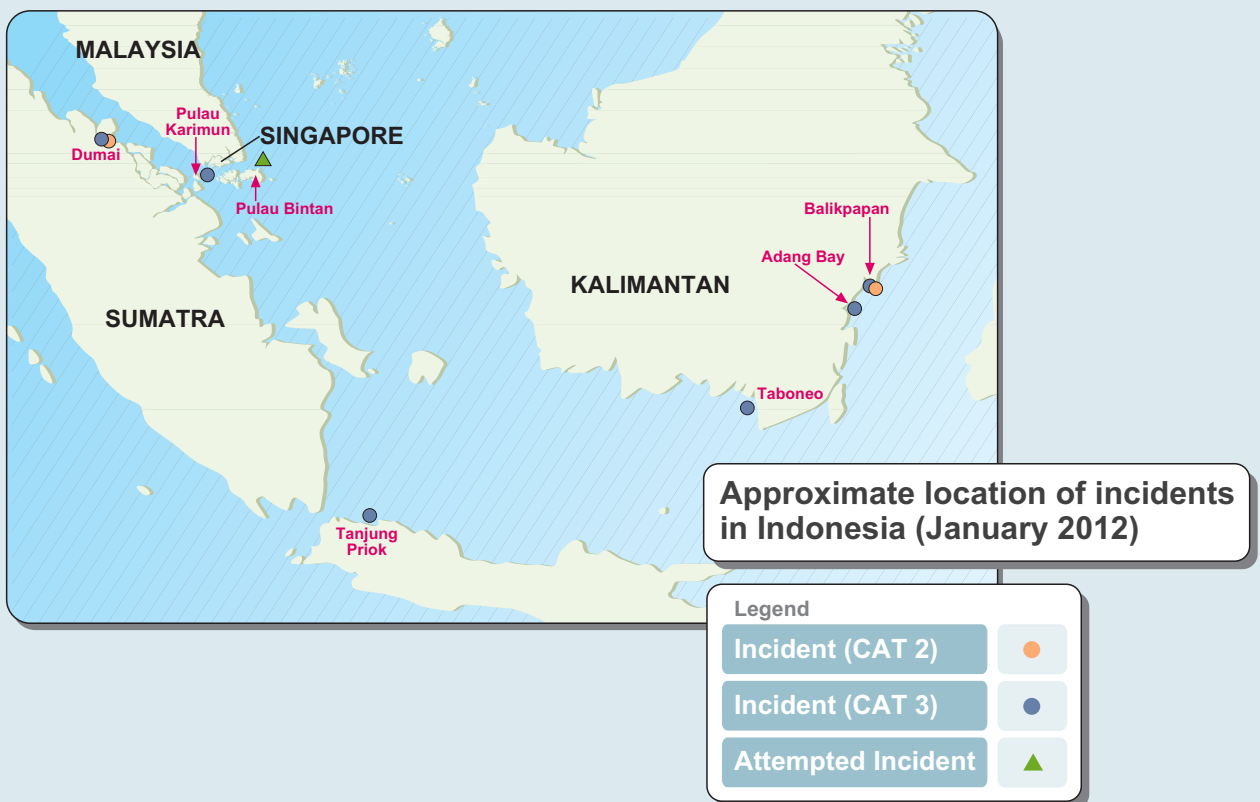 MALAYSIA
Pulau
Karimun
SINGAPORE
Dumai
Pulau Bintan
Balikpapan
Adang Bay
KALIMANTAN
SUMATRA
Taboneo
Tanjung
Priok
Approximate location of incidents
in Indonesia (January 2012)
Legend
Incident (CAT 2)
Incident (CAT 3)
Attempted Incident